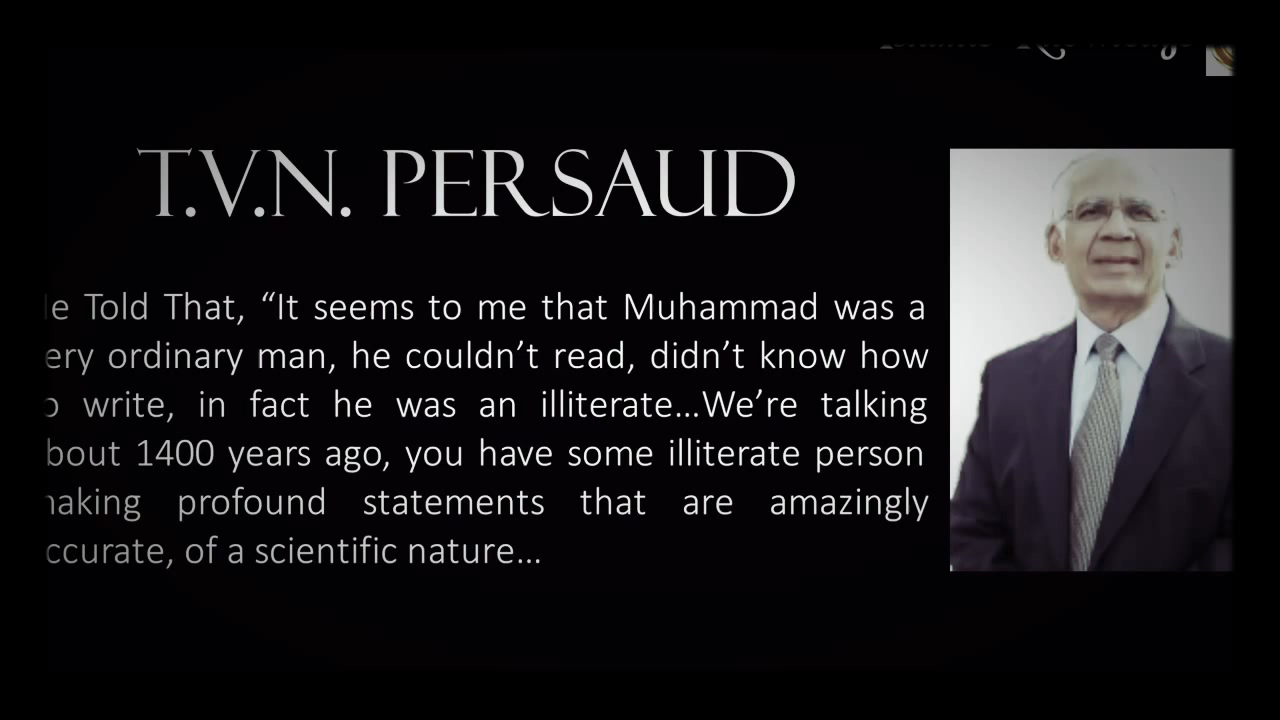 T.V.N. PERSAUD
e Told That, “It seems to me that Muhammad was a
ery ordinary man, he couldn’t read, didn’t know how
o write, in fact he was an illiterate...We’re talking
bout 1400 years ago, you have some illiterate person
aking profound statements that are amazingly
ccurate, of a scientific nature...